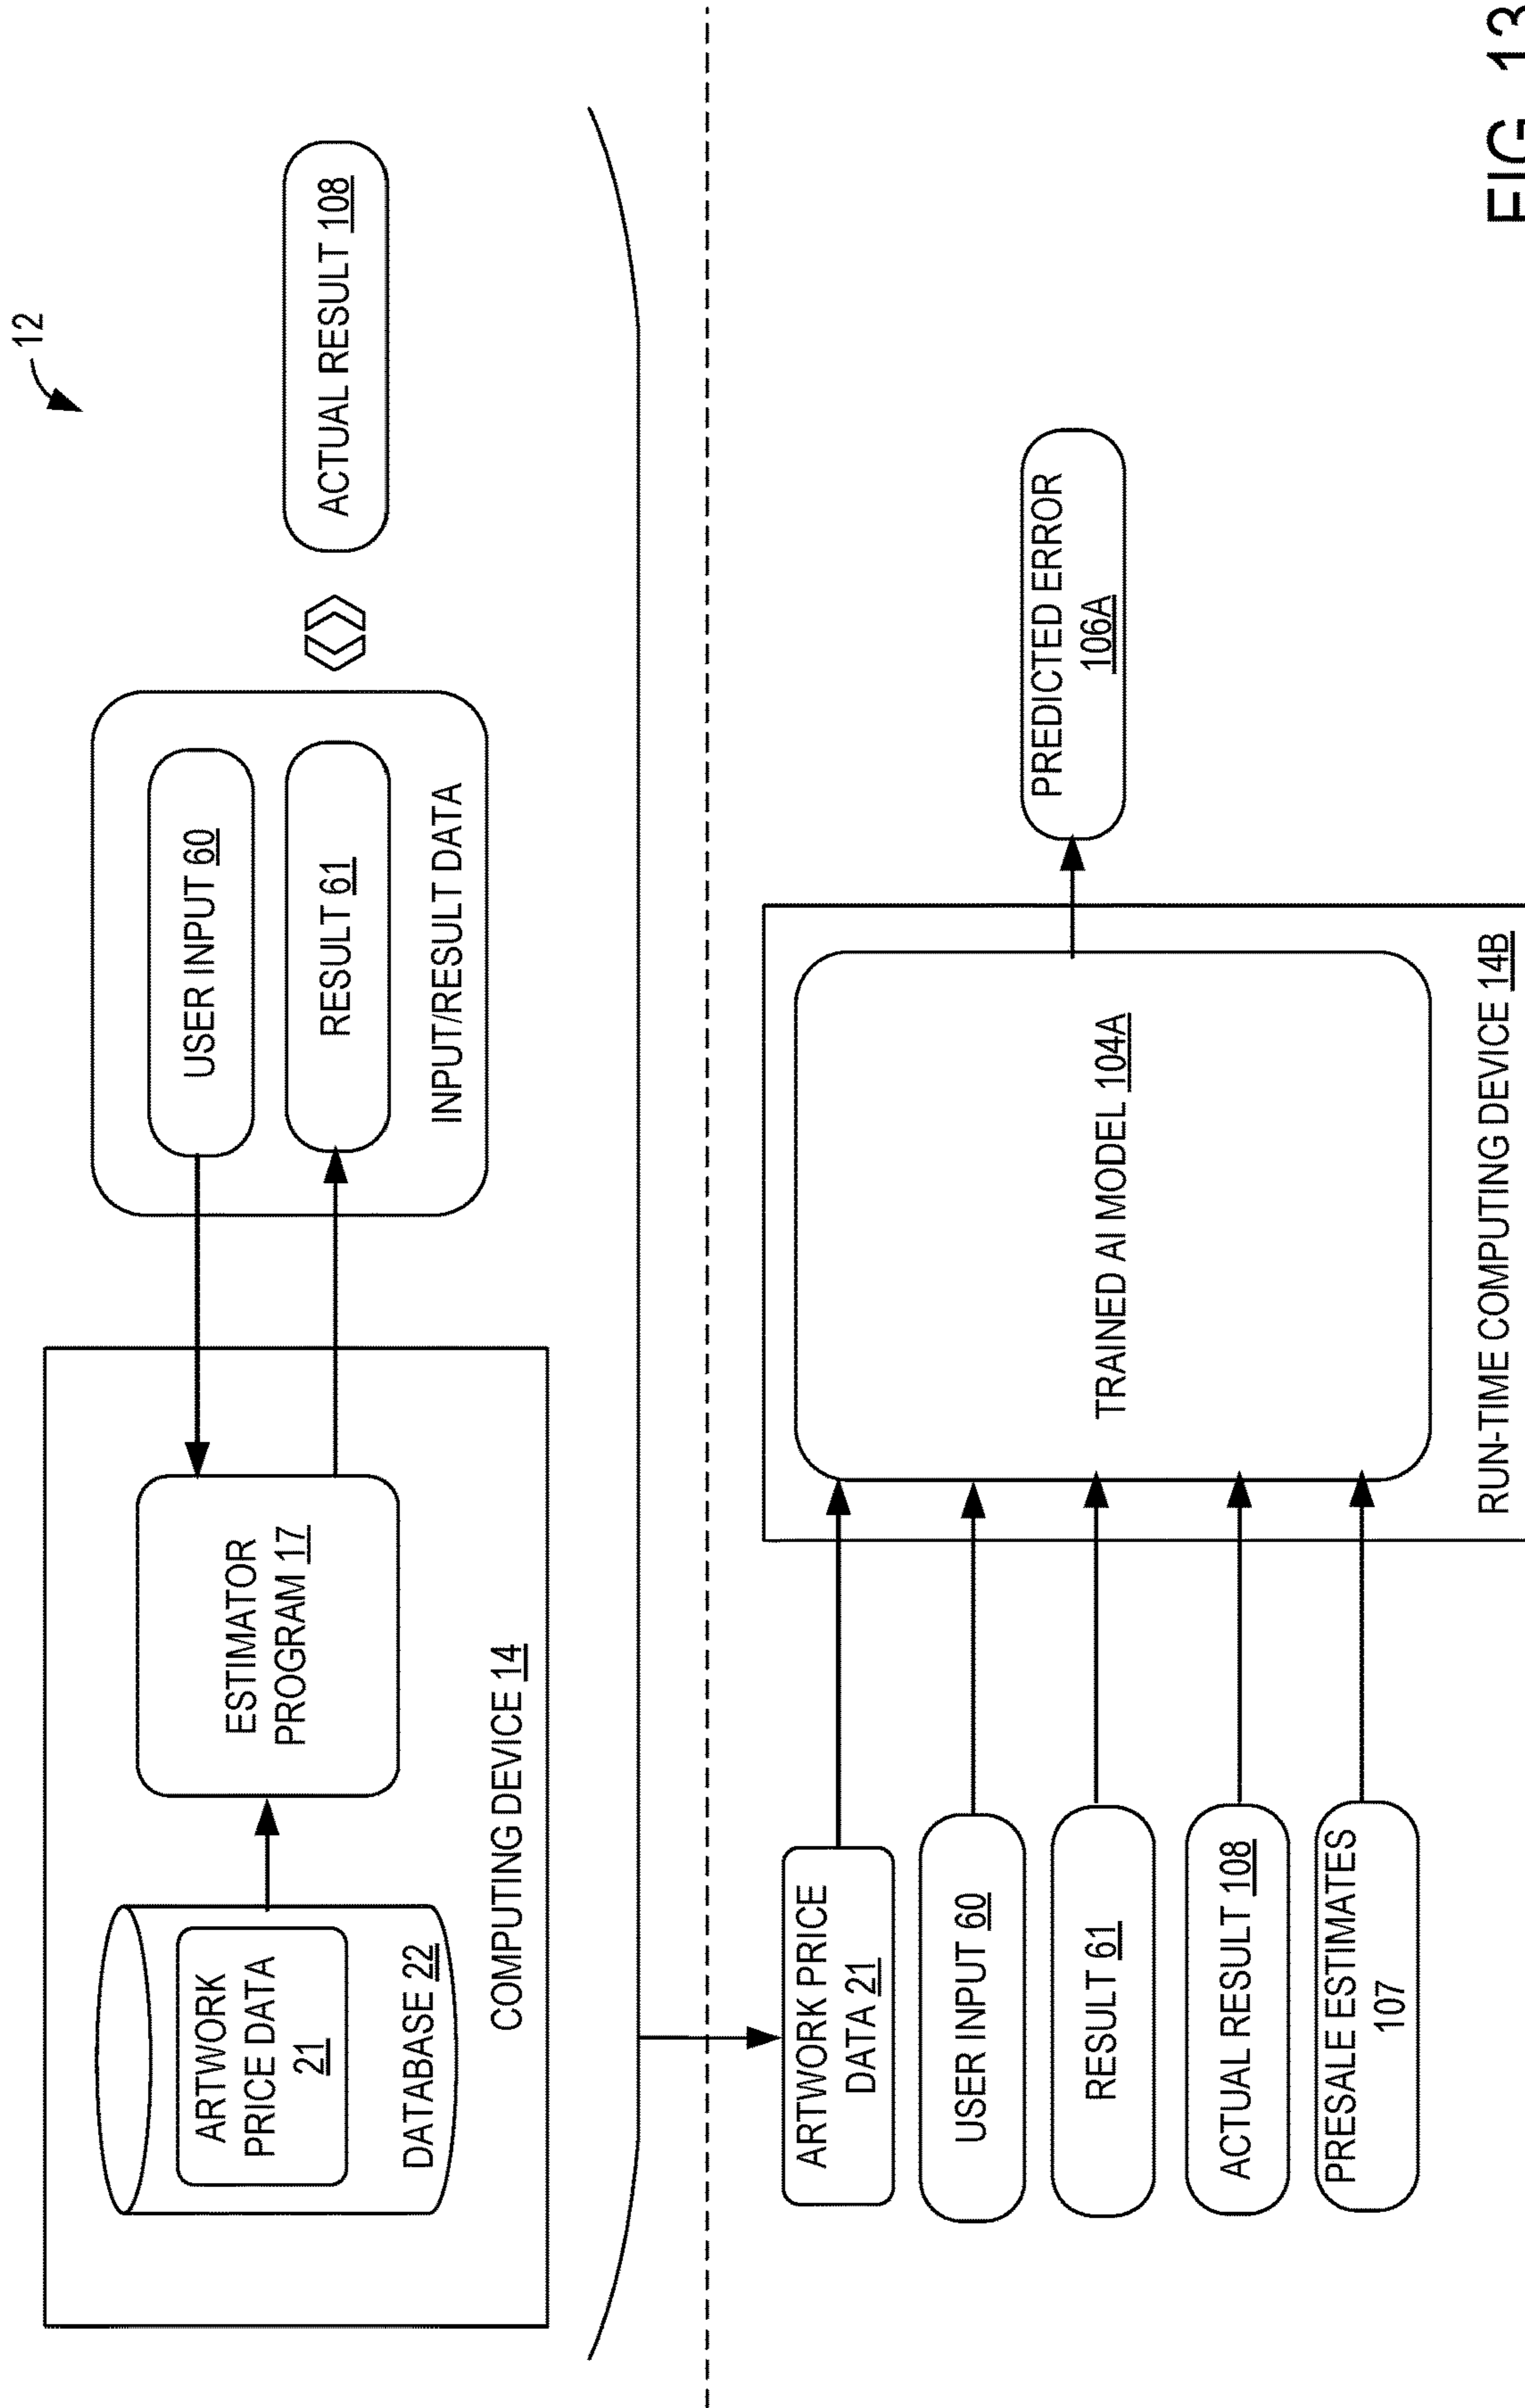 12
ARTWORK
PRICE DATA
21
DATABASE 22
ESTIMATOR
PROGRAM 17
COMPUTING DEVICE 14
USER INPUT 60
RESULT 61
INPUT/RESULT DATA
ACTUAL RESULT 108
ARTWORK PRICE
DATA 21
USER INPUT 60
RESULT 61
ACTUAL RESULT 108
PRESALE ESTIMATES
107
TRAINED AI MODEL 104A
RUN-TIME COMPUTING DEVICE 14B
PREDICTED ERROR
106A
FIG. 13